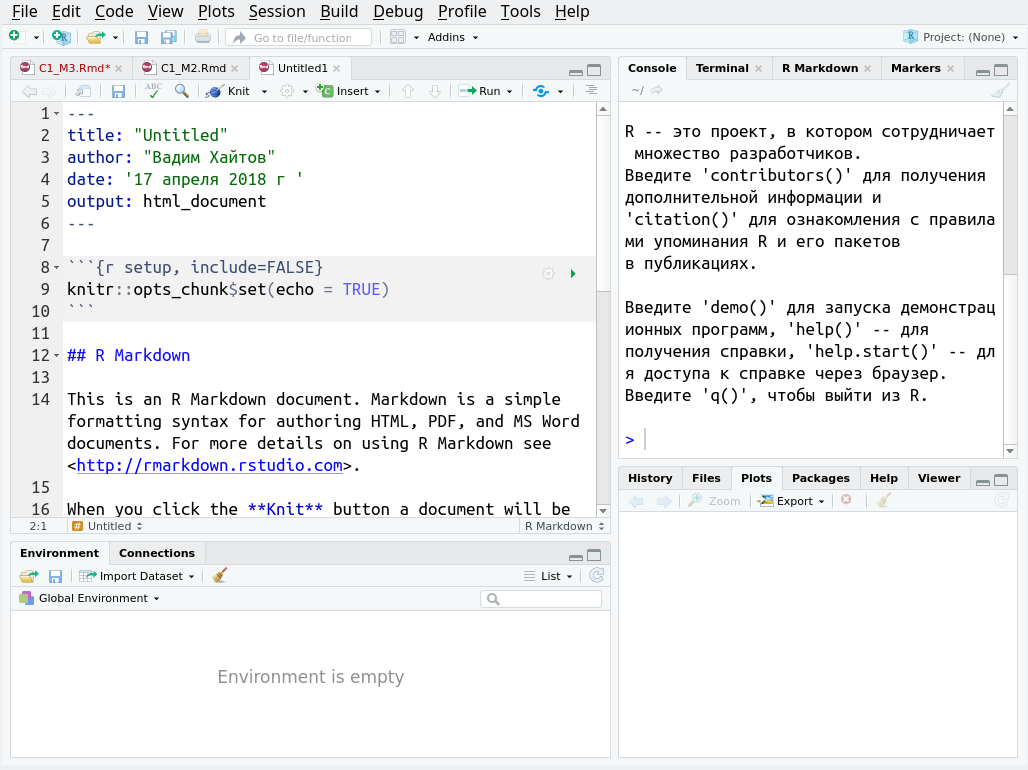 File Edit Code View Plots Session Build Debug Profile Tools Help
Go to file/function Addins Project: (None)
C1_M3.Rmd* C1_M2.Rmd Untitled1
ABC Knit Insert Run
1 ---
2 title: "Untitled"
3 author: "Вадим Хайтов"
4 date: '17 апреля 2018 г '
5 output: html_document
6 ---
7
8 ```{r setup, include=FALSE}
9 knitr::opts_chunk$set(echo = TRUE)
10 ```
11
12 ## R Markdown
13
14 This is an R Markdown document. Markdown is a simple
formatting syntax for authoring HTML, PDF, and MS Word
documents. For more details on using R Markdown see
<http://rmarkdown.rstudio.com>.
15
16 When you click the **Knit** button a document will be
2:1 # Untitled R Markdown
Environment Connections
Import Dataset List
Global Environment
Environment is empty
Console Terminal R Markdown Markers
~/
R -- это проект, в котором сотрудничает
множество разработчиков.
Введите 'contributors()' для получения
дополнительной информации и
'citation()' для ознакомления с правила
ми упоминания R и его пакетов
в публикациях.
Введите 'demo()' для запуска демонстрац
ионных программ, 'help()' -- для
получения справки, 'help.start()' -- дл
я доступа к справке через браузер.
Введите 'q()', чтобы выйти из R.
>
History Files Plots Packages Help Viewer
Zoom Export